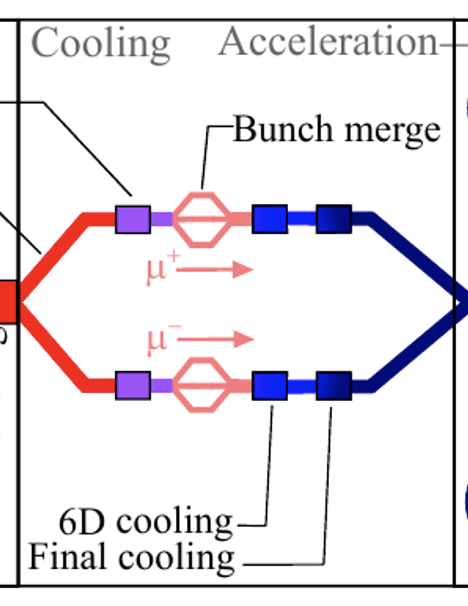 Cooling
Acceleration
Bunch merge
μ⁺
μ⁻
6D cooling
Final cooling